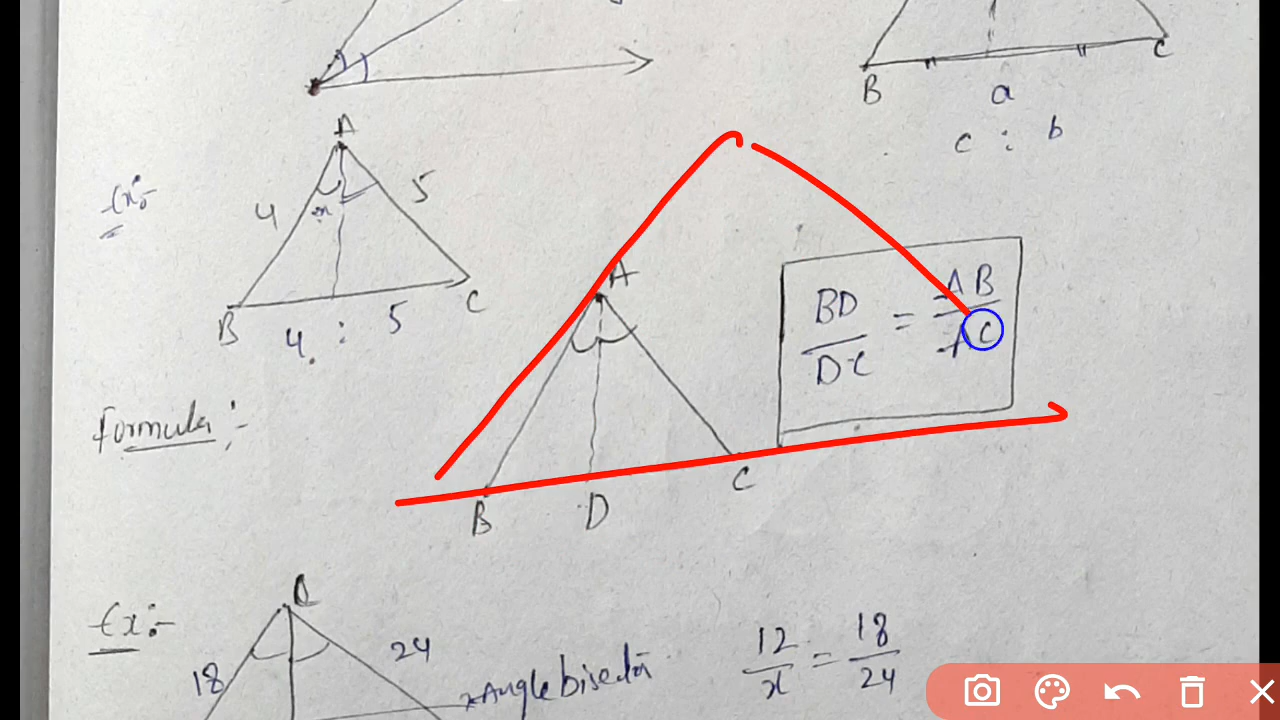 B
C
a
c : b
A
Ex:-
4
5
B
4 : 5
C
A
BD/DC = AB/AC
Formula :-
B
D
C
Ex:-
18
24
Angle bisector
12/x = 18/24